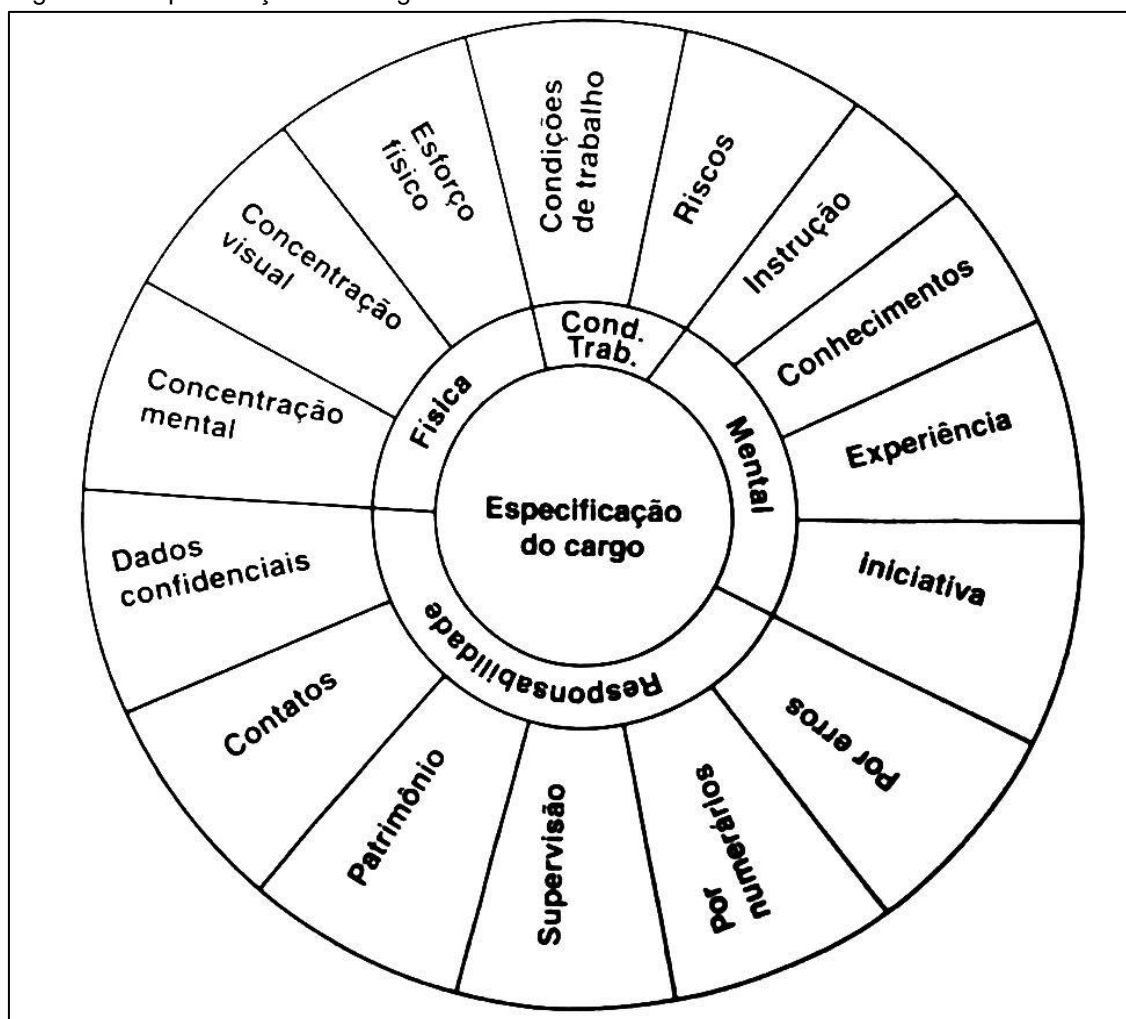 Especificação
do cargo
Cond.
Trab.
Mental
Responsabilidade
Física
Condições
de trabalho
Riscos
Instrução
Conhecimentos
Experiência
iniciativa
Por erros
Por
numerários
Supervisão
Patrimônio
Contatos
Dados
confidenciais
Concentração
mental
Concentração
visual
Esforço
físico